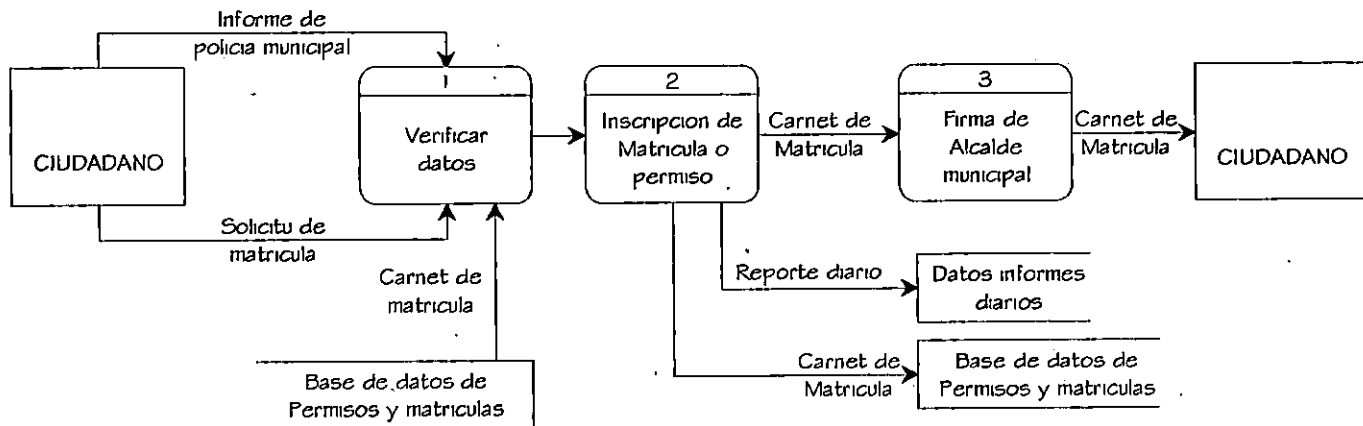 Informe de
policia municipal
CIUDADANO
Solicitu de
matricula
1
Verificar
datos
Carnet de
matricula
Base de datos de
Permisos y matriculas
2
Inscripcion de
Matricula o
permiso
Carnet de
Matricula
3
Firma de
Alcalde
municipal
Carnet de
Matricula
CIUDADANO
Reporte diario
Datos informes
diarios
Carnet de
Matricula
Base de datos de
Permisos y matriculas